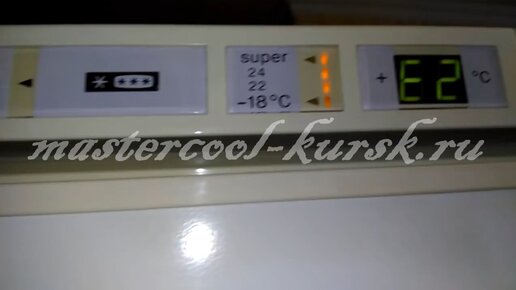 super
24
22
-18°C
+ E2 °C
mastercool-kursk.ru